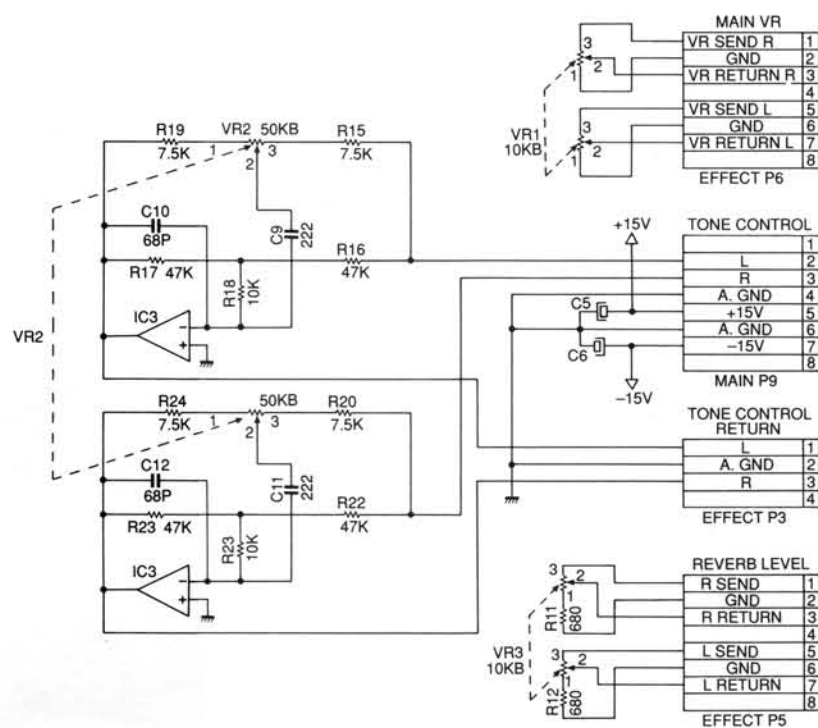 MAIN VR
VR SEND R 1
GND 2
VR RETURN R 3
4
VR SEND L 5
GND 6
VR RETURN L 7
8
EFFECT P6
3
2
1
3
2
1
VR1
10KB
R19
7.5K
1
VR2 50KB
3
2
R15
7.5K
C10
68P
C9
222
R17 47K
R18
10K
R16
47K
IC3
−
+
VR2
+15V
C5
C6
−15V
TONE CONTROL
1
L 2
R 3
A. GND 4
+15V 5
A. GND 6
−15V 7
8
MAIN P9
R24
7.5K
1
50KB
3
2
R20
7.5K
C12
68P
C11
222
R23 47K
R23
10K
R22
47K
IC3
−
+
TONE CONTROL
RETURN
L 1
A. GND 2
R 3
4
EFFECT P3
REVERB LEVEL
R SEND 1
GND 2
R RETURN 3
4
L SEND 5
GND 6
L RETURN 7
8
EFFECT P5
3
2
1
R11
680
VR3
10KB
3
2
1
R12
680